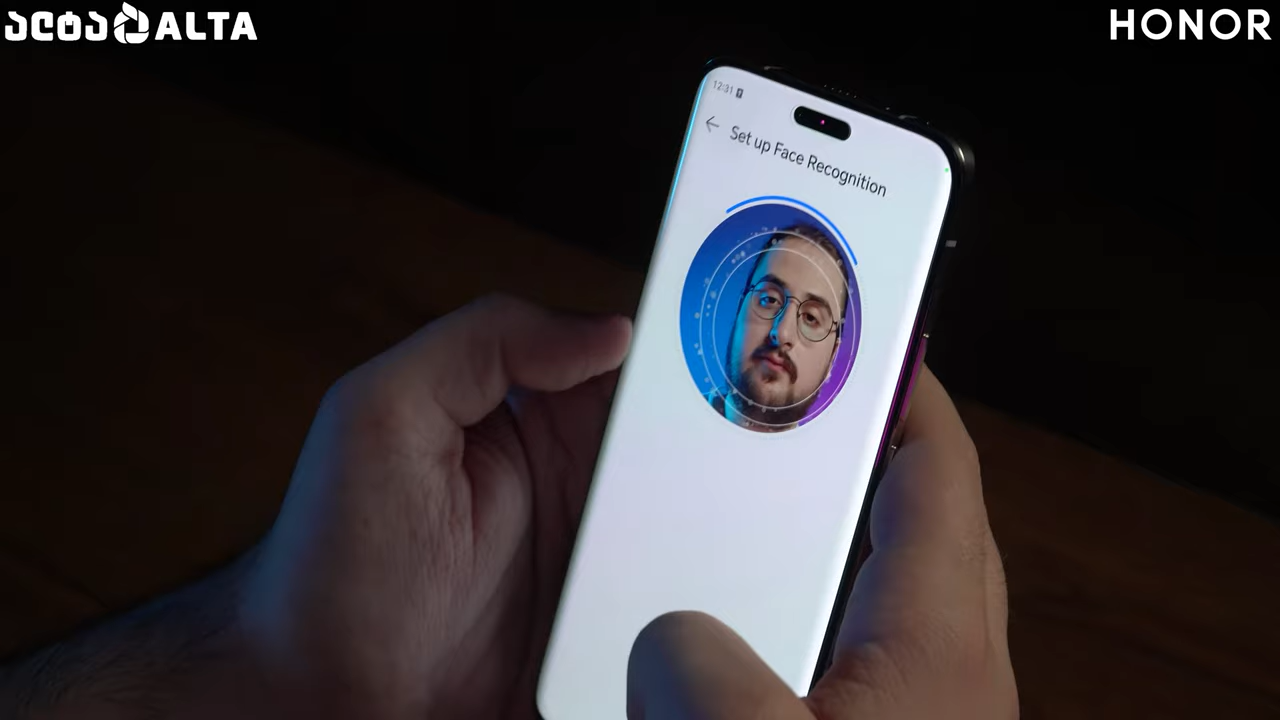 ალტა ALTA
HONOR
12:31
Set up Face Recognition